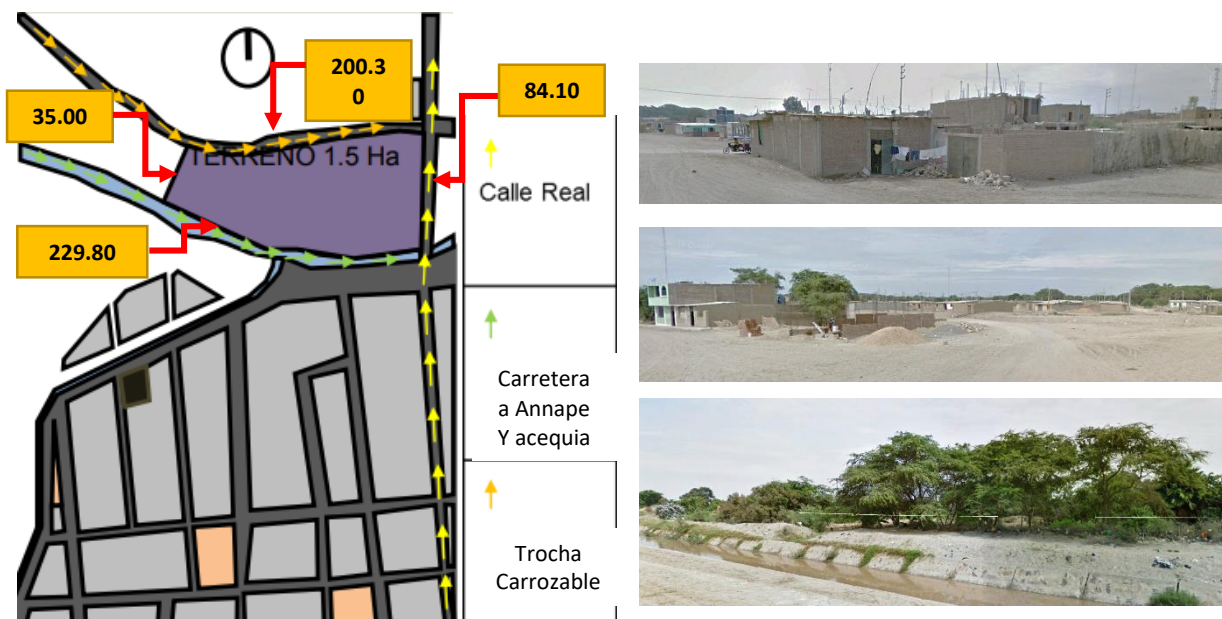 200.3
0
84.10
35.00
TERRENO 1.5 Ha
229.80
Calle Real
Carretera
a Annape
Y acequia
Trocha
Carrozable